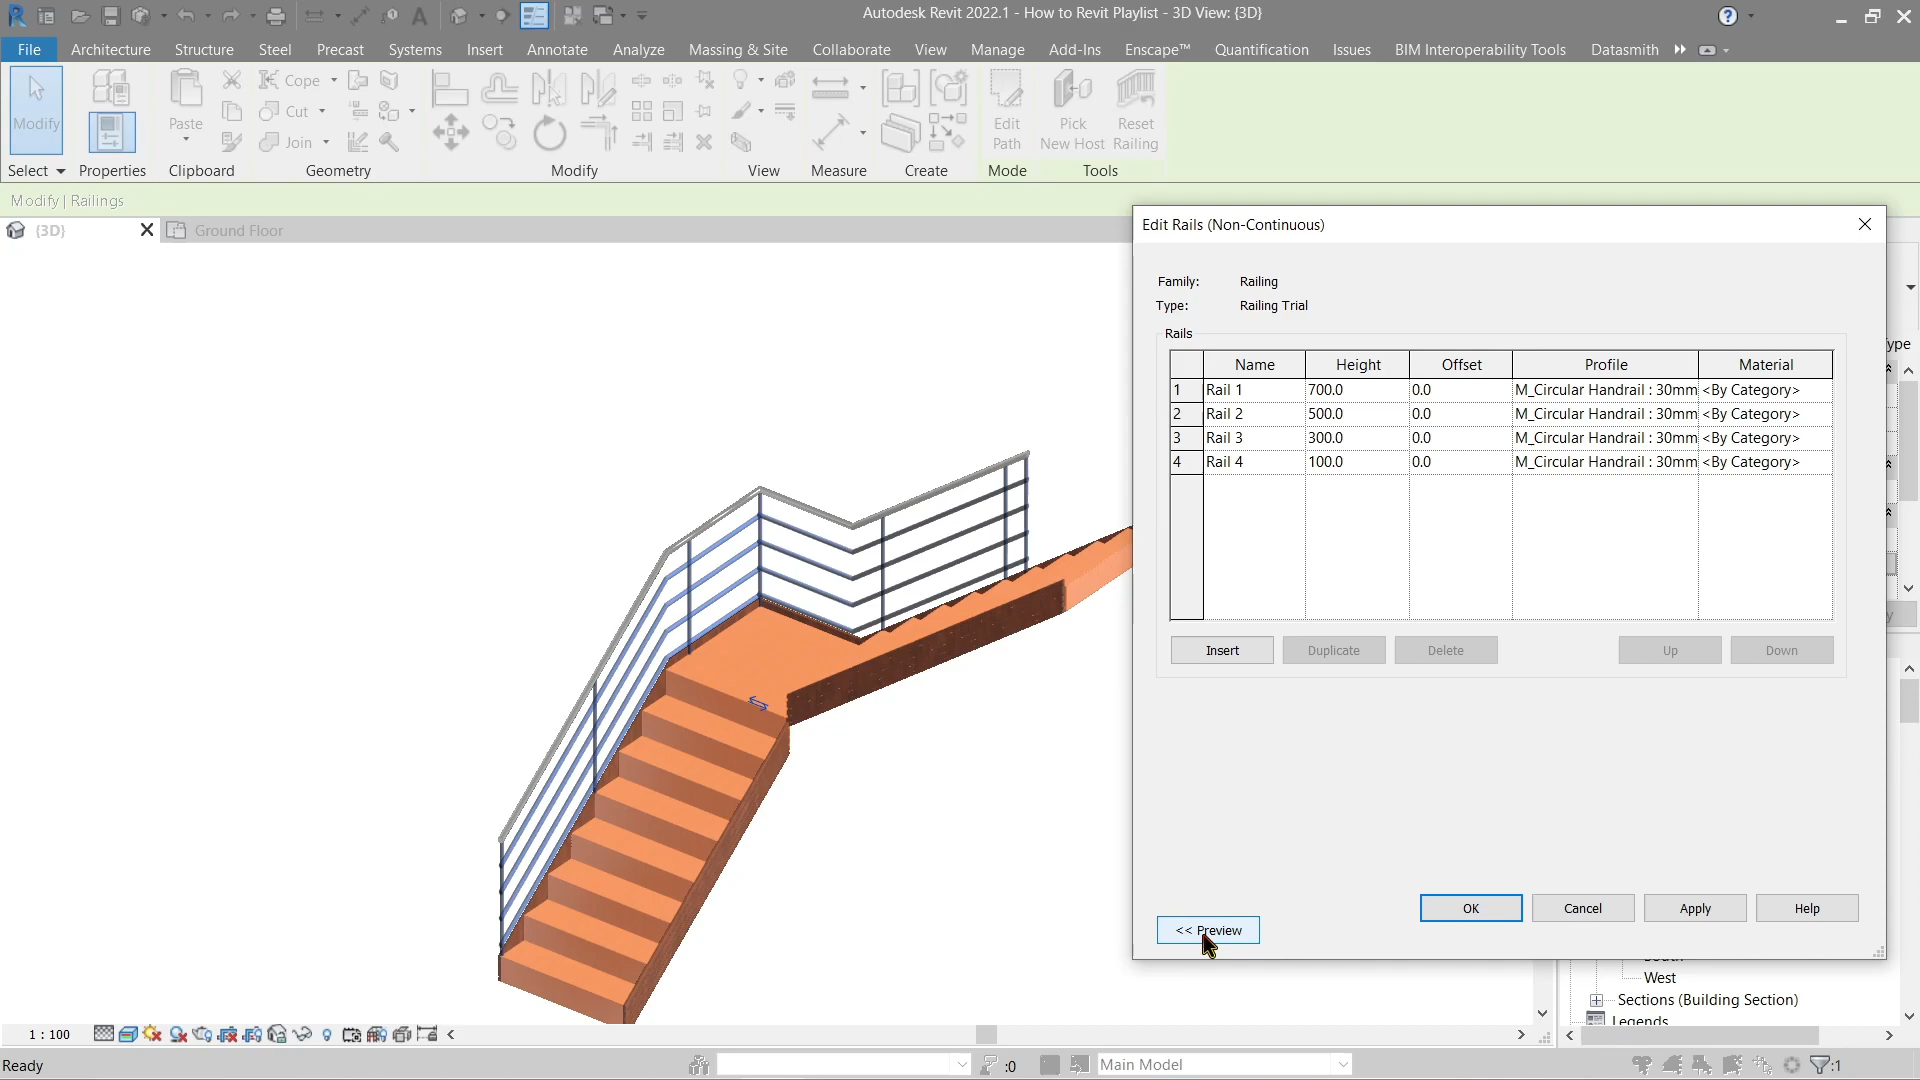 Autodesk Revit 2022.1 - How to Revit Playlist - 3D View: {3D}
File Architecture Structure Steel Precast Systems Insert Annotate Analyze Massing & Site Collaborate View Manage Add-Ins Enscape™ Quantification Issues BIM Interoperability Tools Datasmith
Modify
Paste
Cope
Cut
Join
Edit Path
Pick New Host
Reset Railing
Select Properties Clipboard Geometry Modify View Measure Create Mode Tools
Modify | Railings
{3D} Ground Floor
Edit Rails (Non-Continuous)
Family: Railing
Type: Railing Trial
Rails
Name Height Offset Profile Material
1 Rail 1 700.0 0.0 M_Circular Handrail : 30mm <By Category>
2 Rail 2 500.0 0.0 M_Circular Handrail : 30mm <By Category>
3 Rail 3 300.0 0.0 M_Circular Handrail : 30mm <By Category>
4 Rail 4 100.0 0.0 M_Circular Handrail : 30mm <By Category>
Insert Duplicate Delete Up Down
OK Cancel Apply Help
<< Preview
West
Sections (Building Section)
Legends
1 : 100
Ready
:0
Main Model
:1